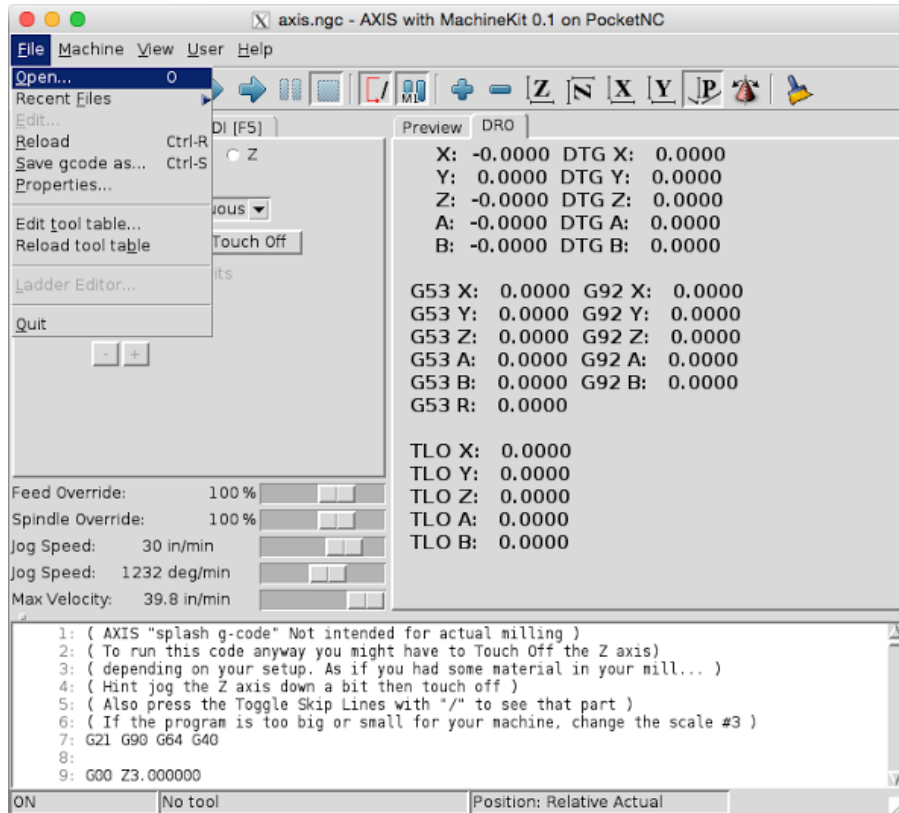 axis.ngc - AXIS with MachineKit 0.1 on PocketNC
File Machine View User Help
Open... O
Recent Files
Edit...
Reload Ctrl-R
Save gcode as... Ctrl-S
Properties...
Edit tool table...
Reload tool table
Ladder Editor...
Quit
DI [F5]
Z
Touch Off
- +
Preview DRO
X: -0.0000 DTG X: 0.0000
Y: 0.0000 DTG Y: 0.0000
Z: -0.0000 DTG Z: 0.0000
A: -0.0000 DTG A: 0.0000
B: -0.0000 DTG B: 0.0000
G53 X: 0.0000 G92 X: 0.0000
G53 Y: 0.0000 G92 Y: 0.0000
G53 Z: 0.0000 G92 Z: 0.0000
G53 A: 0.0000 G92 A: 0.0000
G53 B: 0.0000 G92 B: 0.0000
G53 R: 0.0000
TLO X: 0.0000
TLO Y: 0.0000
TLO Z: 0.0000
TLO A: 0.0000
TLO B: 0.0000
Feed Override: 100 %
Spindle Override: 100 %
Jog Speed: 30 in/min
Jog Speed: 1232 deg/min
Max Velocity: 39.8 in/min
1: ( AXIS "splash g-code" Not intended for actual milling )
2: ( To run this code anyway you might have to Touch Off the Z axis)
3: ( depending on your setup. As if you had some material in your mill... )
4: ( Hint jog the Z axis down a bit then touch off )
5: ( Also press the Toggle Skip Lines with "/" to see that part )
6: ( If the program is too big or small for your machine, change the scale #3 )
7: G21 G90 G64 G40
8:
9: G00 Z3.000000
ON No tool Position: Relative Actual